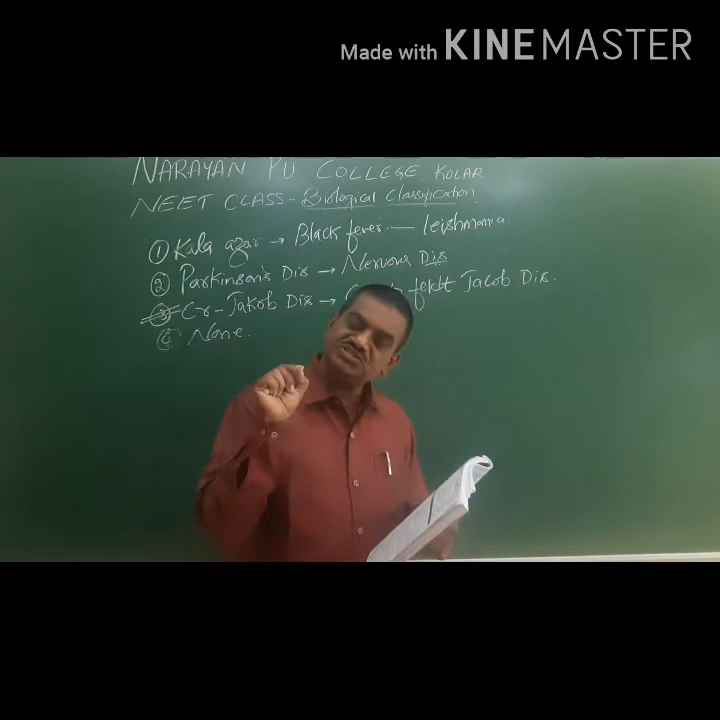 Made with KINEMASTER
NARAYAN PU COLLEGE KOLAR
NEET CLASS - Biological Classification
① Kala azar → Black fever — leishmania.
② Parkinson's Dis → Nervous Dis
③ Cr - Jakob Dis → Jacob Dis.
④ None.